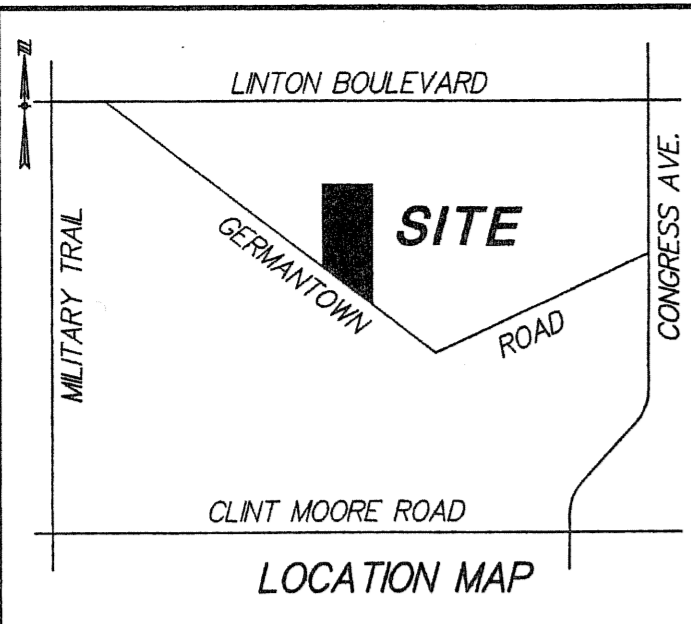 N
LINTON BOULEVARD
SITE
GERMANTOWN
ROAD
MILITARY TRAIL
CONGRESS AVE.
CLINT MOORE ROAD
LOCATION MAP